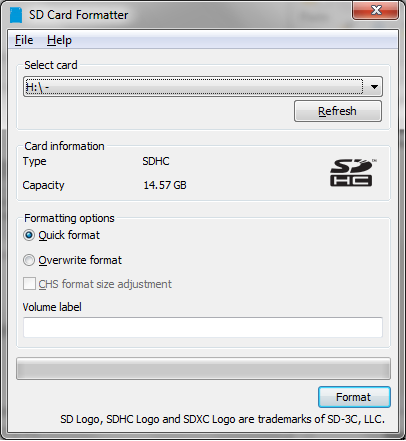 SD Card Formatter
File Help
Select card
H:\ -
Refresh
Card information
Type SDHC
Capacity 14.57 GB
SD HC TM
Formatting options
Quick format
Overwrite format
CHS format size adjustment
Volume label
Format
SD Logo, SDHC Logo and SDXC Logo are trademarks of SD-3C, LLC.